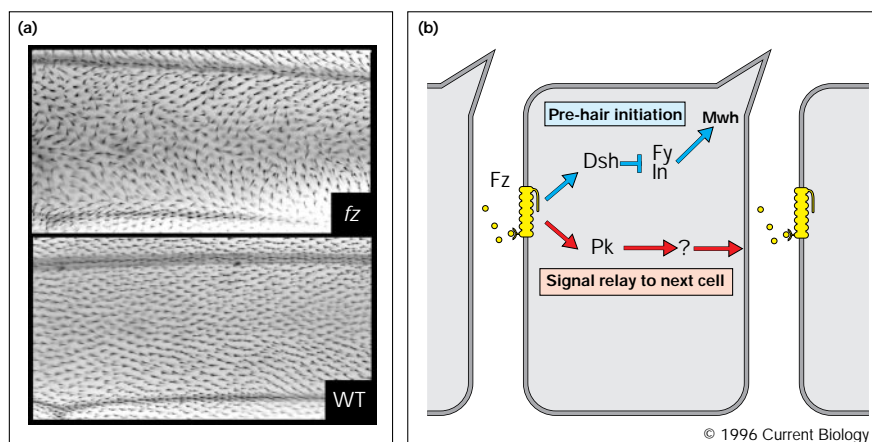 (a)
fz
WT
(b)
Pre-hair initiation
Mwh
Fz
Dsh
Fy
In
Pk
?
Signal relay to next cell
© 1996 Current Biology